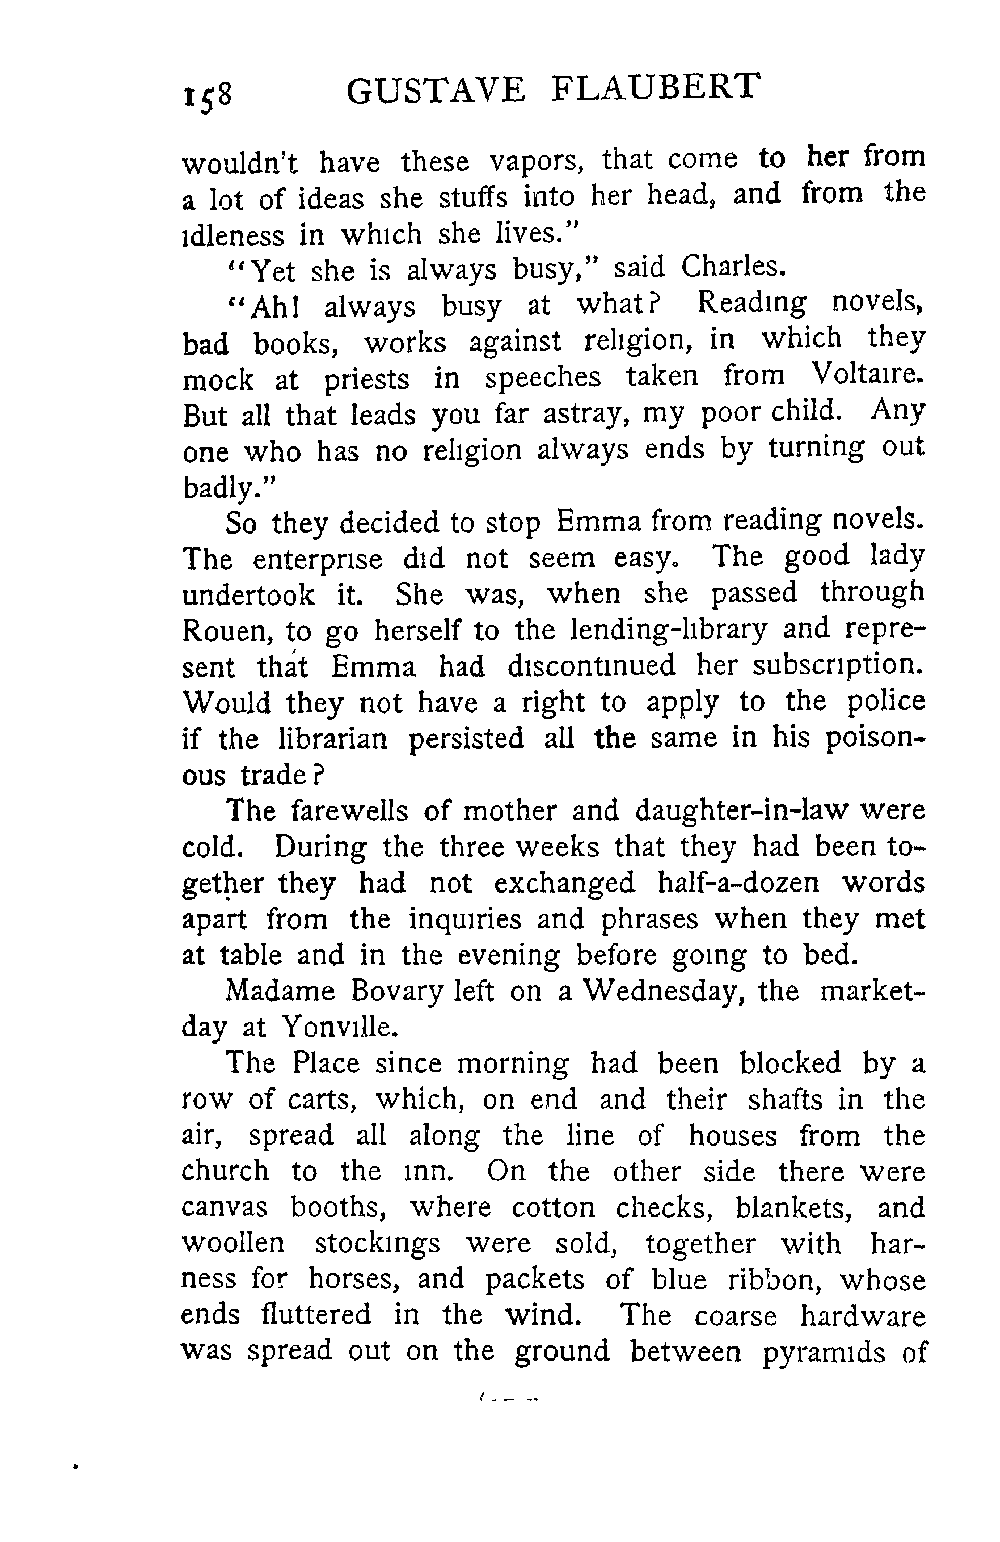 158 GUSTAVE FLAUBERT
wouldn't have these vapors, that come to her from
a lot of ideas she stuffs into her head, and from the
idleness in which she lives."
"Yet she is always busy," said Charles.
"Ah! always busy at what? Reading novels,
bad books, works against religion, in which they
mock at priests in speeches taken from Voltaire.
But all that leads you far astray, my poor child. Any
one who has no religion always ends by turning out
badly."
So they decided to stop Emma from reading novels.
The enterprise did not seem easy. The good lady
undertook it. She was, when she passed through
Rouen, to go herself to the lending-library and repre-
sent that Emma had discontinued her subscription.
Would they not have a right to apply to the police
if the librarian persisted all the same in his poison-
ous trade?
The farewells of mother and daughter-in-law were
cold. During the three weeks that they had been to-
gether they had not exchanged half-a-dozen words
apart from the inquiries and phrases when they met
at table and in the evening before going to bed.
Madame Bovary left on a Wednesday, the market-
day at Yonville.
The Place since morning had been blocked by a
row of carts, which, on end and their shafts in the
air, spread all along the line of houses from the
church to the inn. On the other side there were
canvas booths, where cotton checks, blankets, and
woollen stockings were sold, together with har-
ness for horses, and packets of blue ribbon, whose
ends fluttered in the wind. The coarse hardware
was spread out on the ground between pyramids of